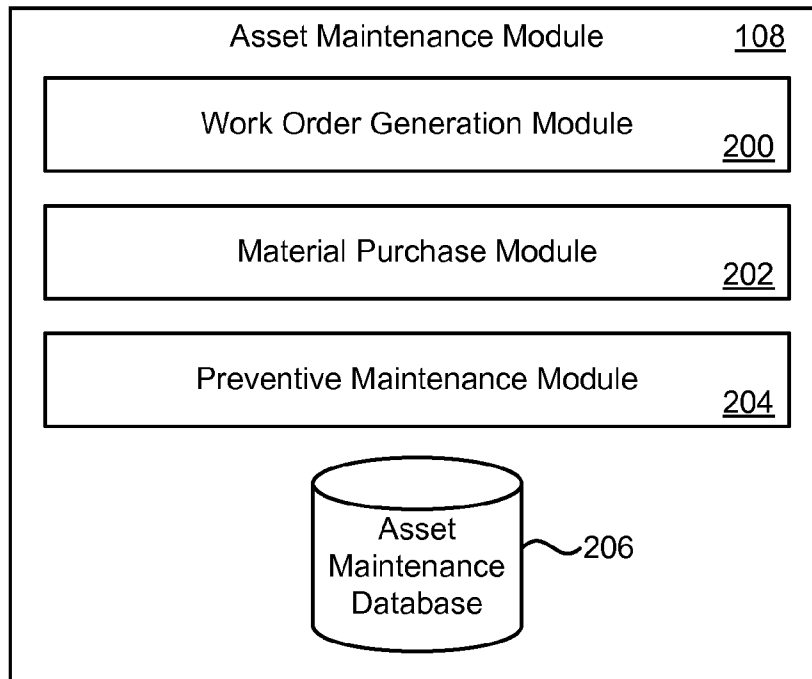 Asset Maintenance Module 108
Work Order Generation Module
200
Material Purchase Module
202
Preventive Maintenance Module
204
Asset
Maintenance
Database
206